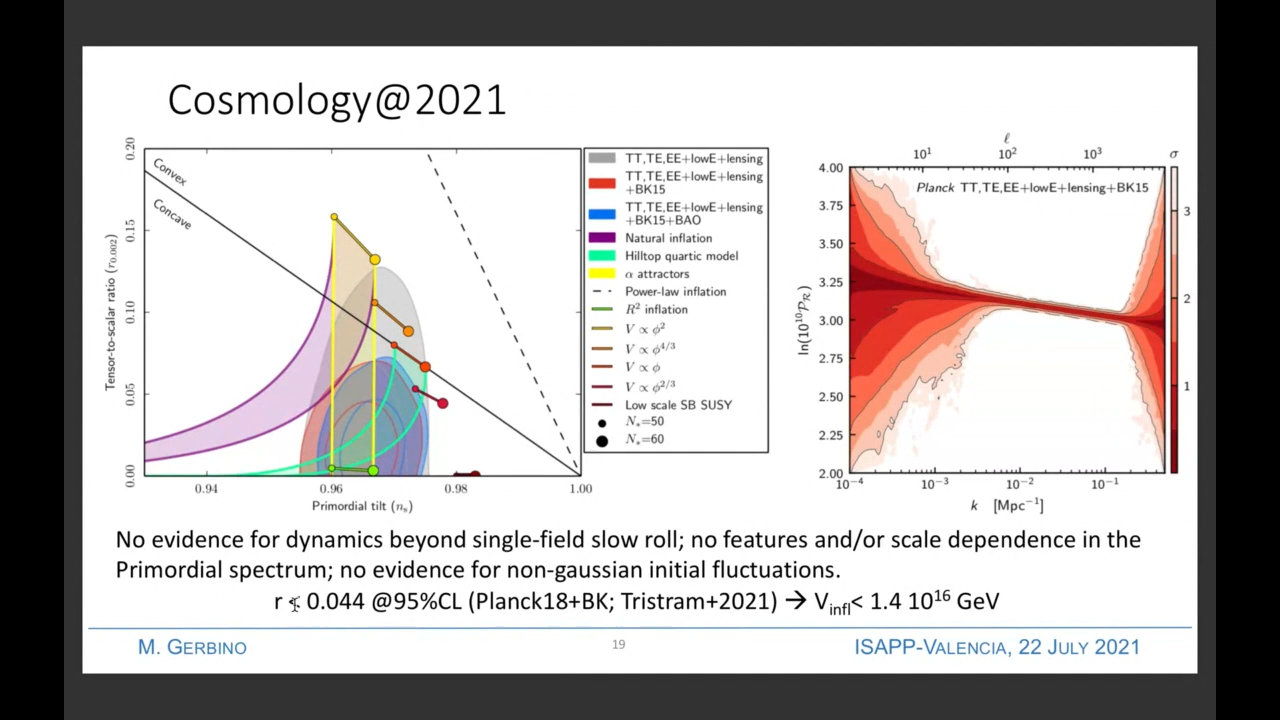 Cosmology@2021
0.20
0.15
0.10
0.05
0.00
Tensor-to-scalar ratio (r₀.₀₀₂)
Convex
Concave
0.94 0.96 0.98 1.00
Primordial tilt (nₛ)
TT,TE,EE+lowE+lensing
TT,TE,EE+lowE+lensing
+BK15
TT,TE,EE+lowE+lensing
+BK15+BAO
Natural inflation
Hilltop quartic model
α attractors
Power-law inflation
R² inflation
V ∝ ϕ²
V ∝ ϕ^{4/3}
V ∝ ϕ
V ∝ ϕ^{2/3}
Low scale SB SUSY
N_*=50
N_*=60
ℓ
10¹ 10² 10³
σ
Planck TT,TE,EE+lowE+lensing+BK15
4.00
3.75
3.50
3.25
3.00
2.75
2.50
2.25
2.00
ln(10¹⁰𝒫_ℛ)
3
2
1
10⁻⁴ 10⁻³ 10⁻² 10⁻¹
k [Mpc⁻¹]
No evidence for dynamics beyond single-field slow roll; no features and/or scale dependence in the
Primordial spectrum; no evidence for non-gaussian initial fluctuations.
r < 0.044 @95%CL (Planck18+BK; Tristram+2021) → V_{infl}< 1.4 10¹⁶ GeV
M. GERBINO
19
ISAPP-VALENCIA, 22 JULY 2021